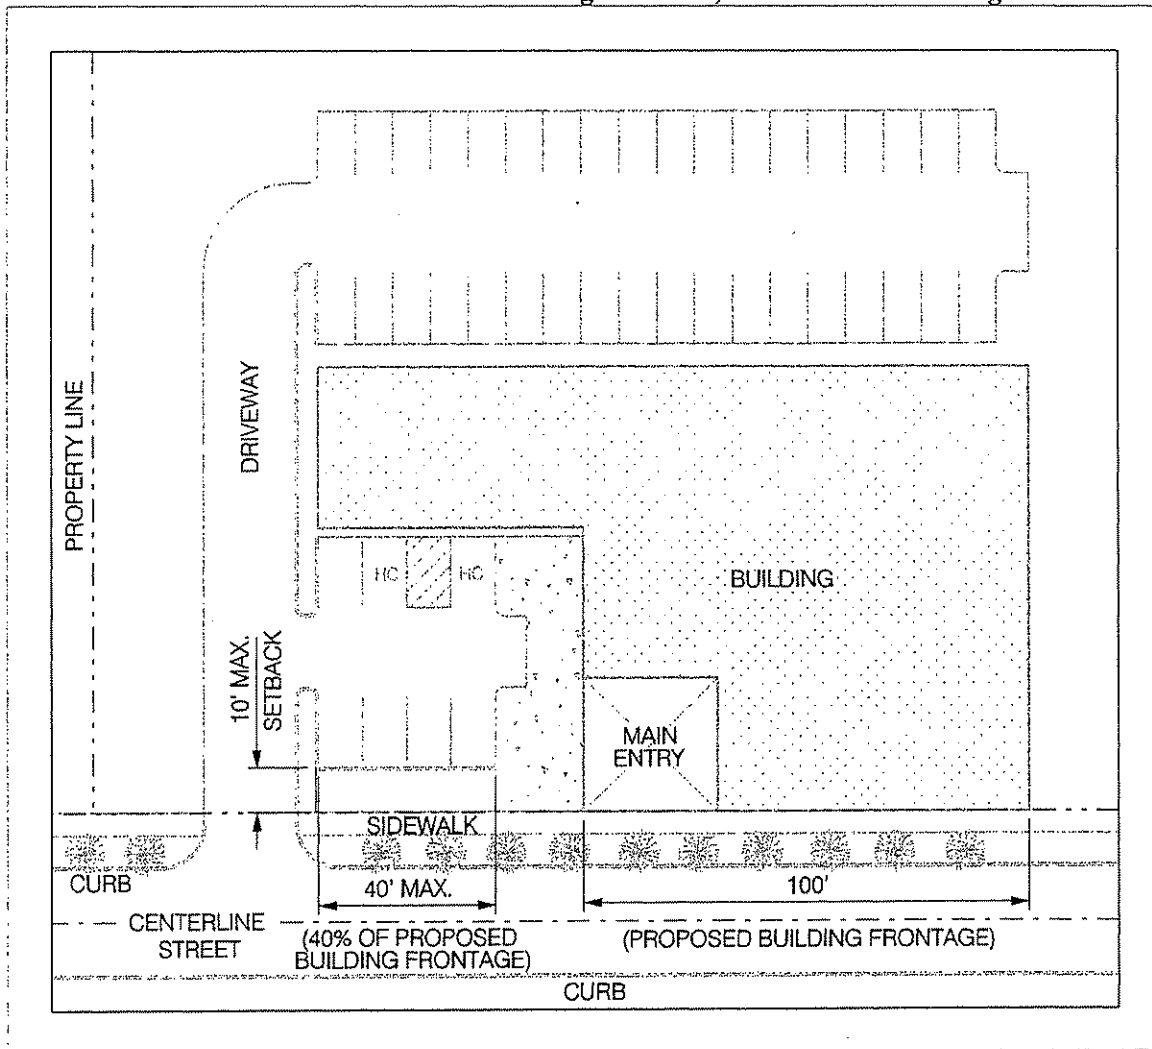 PROPERTY LINE
DRIVEWAY
HC
HC
BUILDING
10' MAX.
SETBACK
MAIN
ENTRY
SIDEWALK
CURB
40' MAX.
100'
CENTERLINE
STREET
(40% OF PROPOSED
BUILDING FRONTAGE)
(PROPOSED BUILDING FRONTAGE)
CURB